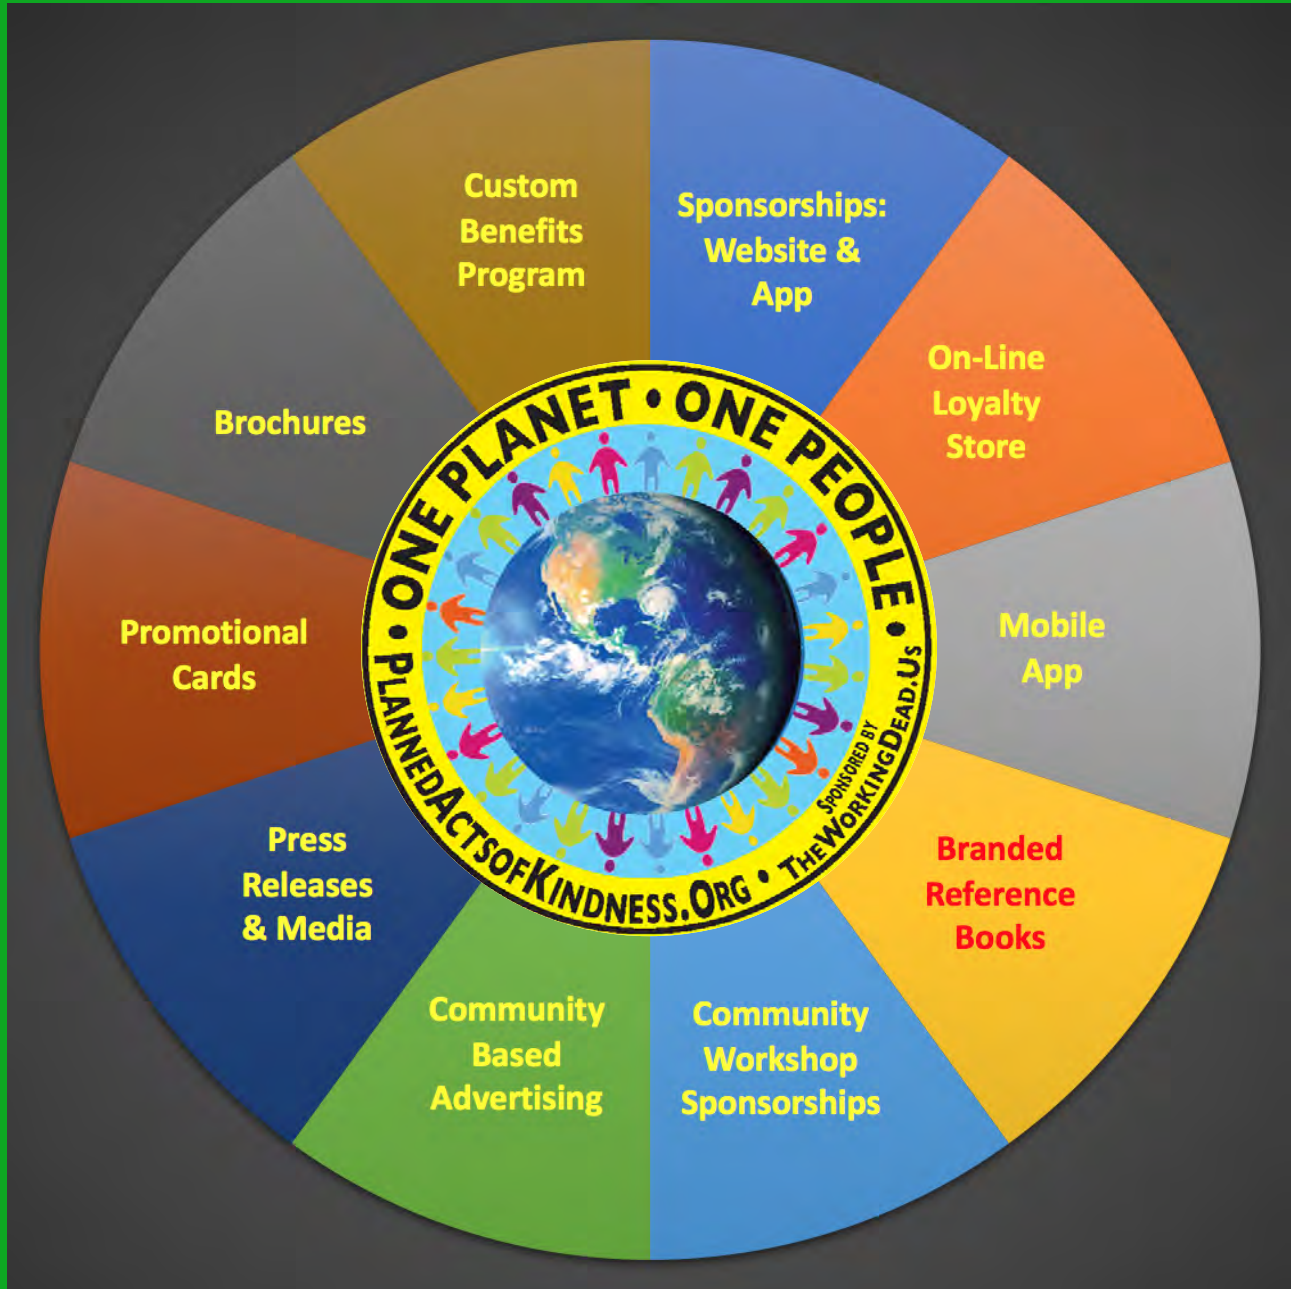 Custom
Benefits
Program
Sponsorships:
Website &
App
On-Line
Loyalty
Store
Mobile
App
Branded
Reference
Books
Community
Workshop
Sponsorships
Community
Based
Advertising
Press
Releases
& Media
Promotional
Cards
Brochures
• ONE PLANET • ONE PEOPLE •
PLANNEDACTSOFKINDNESS.ORG •
SPONSORED BY
THEWORKINGDEAD.US